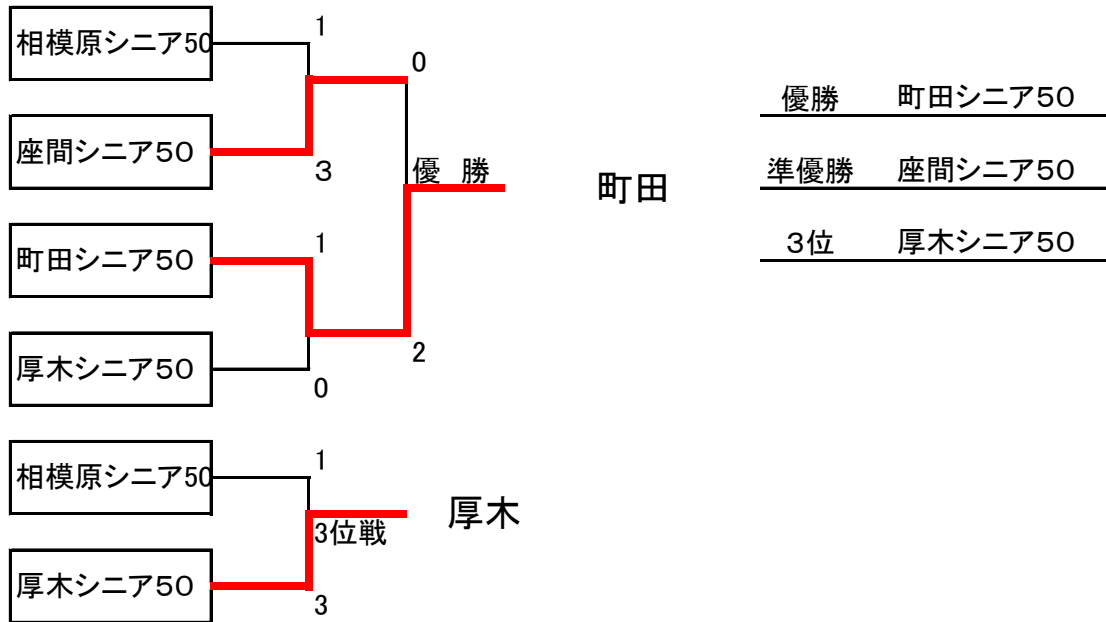 相模原シニア50
1
0
座間シニア５０
3
優　勝
町田
町田シニア５０
1
2
厚木シニア５０
0
相模原シニア50
1
3位戦
厚木
厚木シニア５０
3
優勝　町田シニア５０
準優勝　座間シニア５０
３位　厚木シニア５０